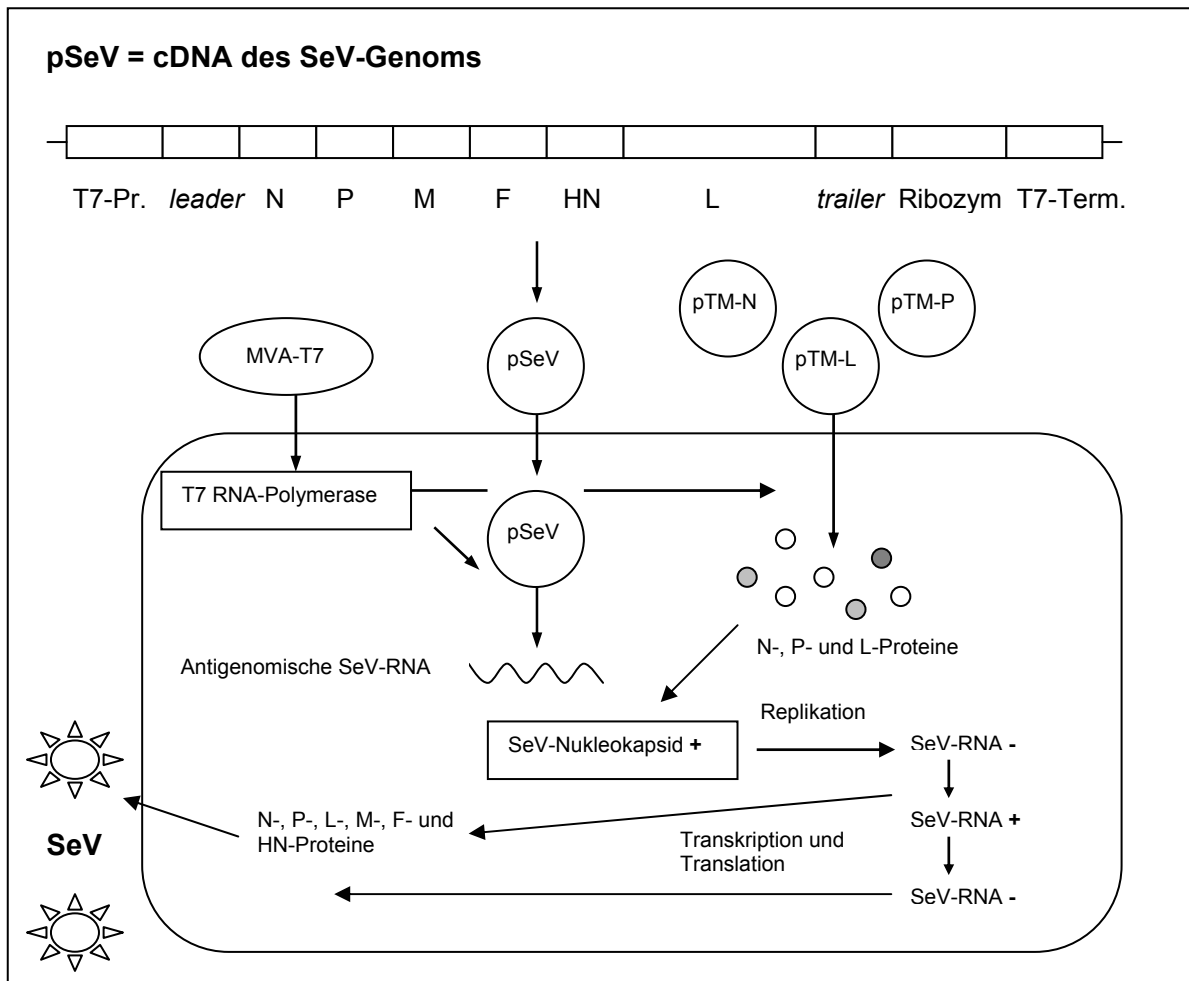 pSeV = cDNA des SeV-Genoms
T7-Pr. leader N P M F HN L trailer Ribozym T7-Term.
pTM-N
pTM-P
MVA-T7
pSeV
pTM-L
T7 RNA-Polymerase
pSeV
N-, P- und L-Proteine
Antigenomische SeV-RNA
Replikation
SeV-Nukleokapsid +
SeV-RNA -
N-, P-, L-, M-, F- und
HN-Proteine
SeV-RNA +
SeV
Transkription und
Translation
SeV-RNA -